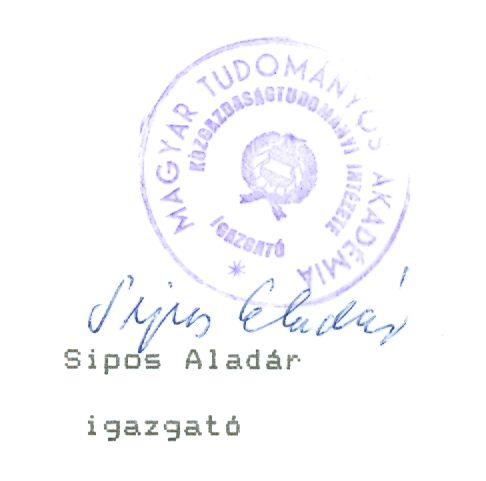 MAGYAR TUDOMÁNYOS AKADÉMIA
KÖZGAZDASÁGTUDOMÁNYI INTÉZETE
IGAZGATÓ
Sipos Aladár
Sipos Aladár
igazgató